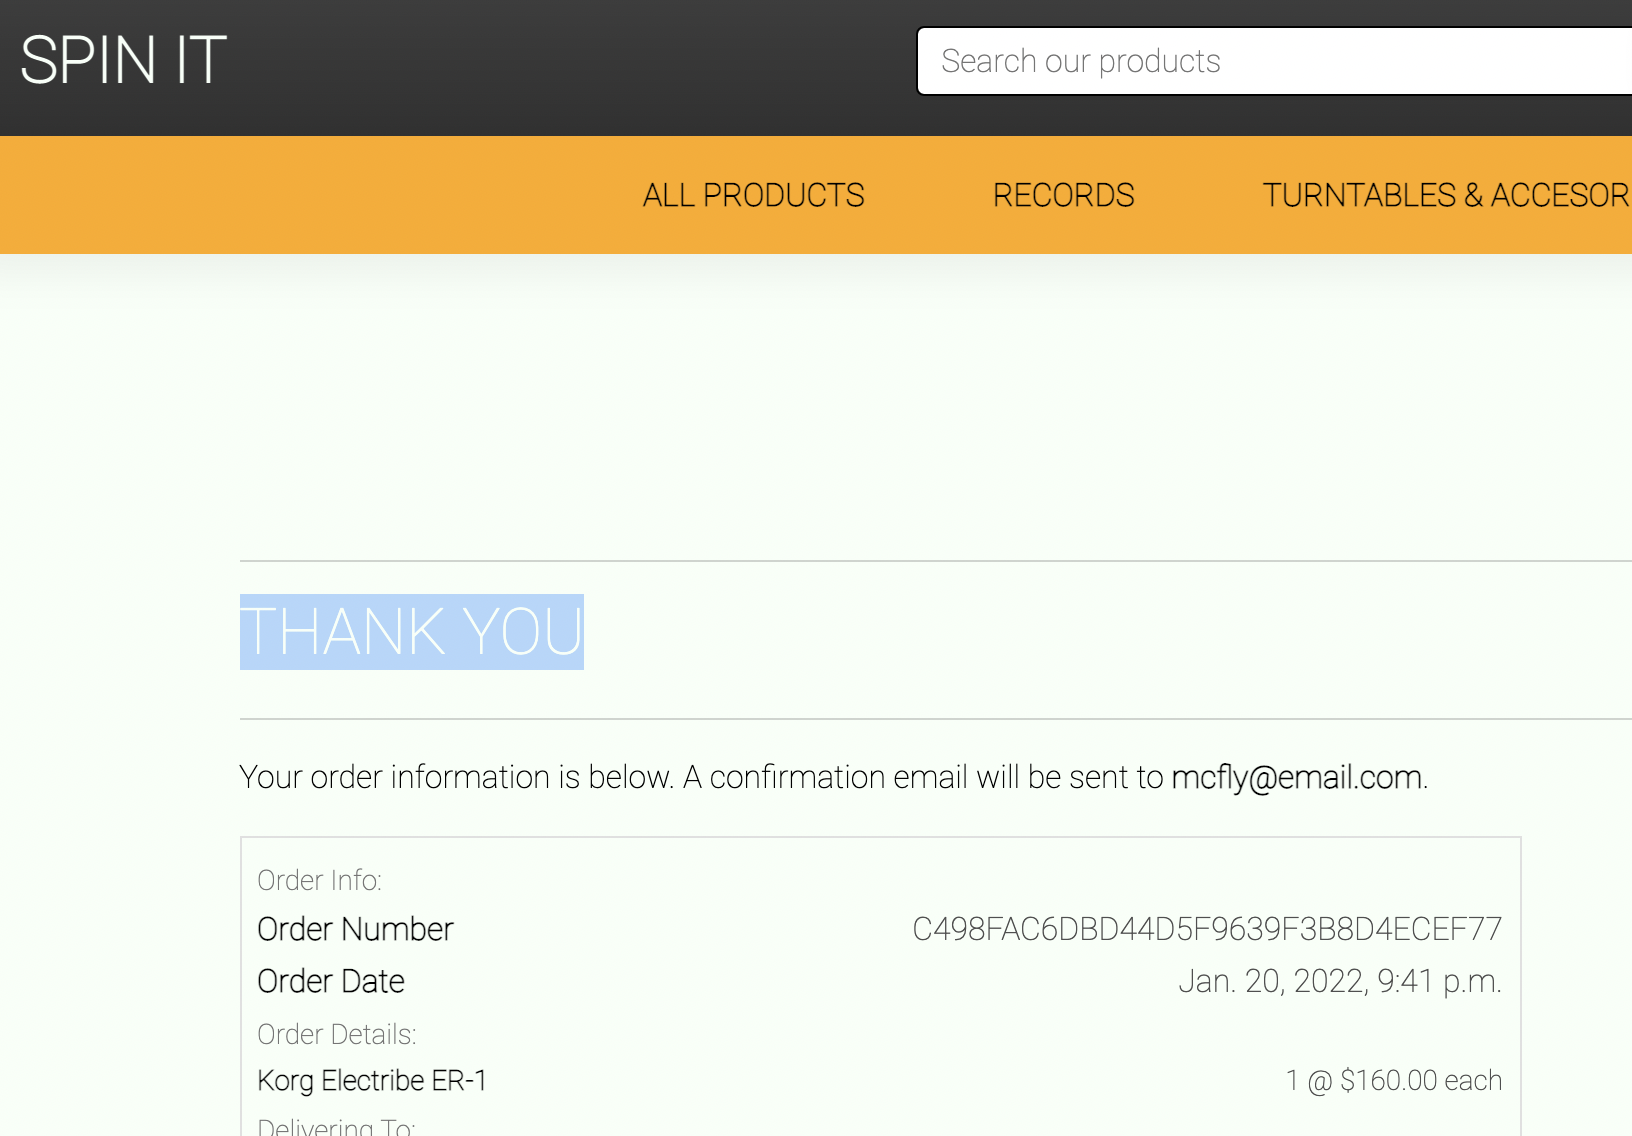 SPIN IT
Search our products
ALL PRODUCTS RECORDS TURNTABLES & ACCESOR
THANK YOU
Your order information is below. A confirmation email will be sent to mcfly@email.com.
Order Info:
Order Number C498FAC6DBD44D5F9639F3B8D4ECEF77
Order Date Jan. 20, 2022, 9:41 p.m.
Order Details:
Korg Electribe ER-1 1 @ $160.00 each
Delivering To: